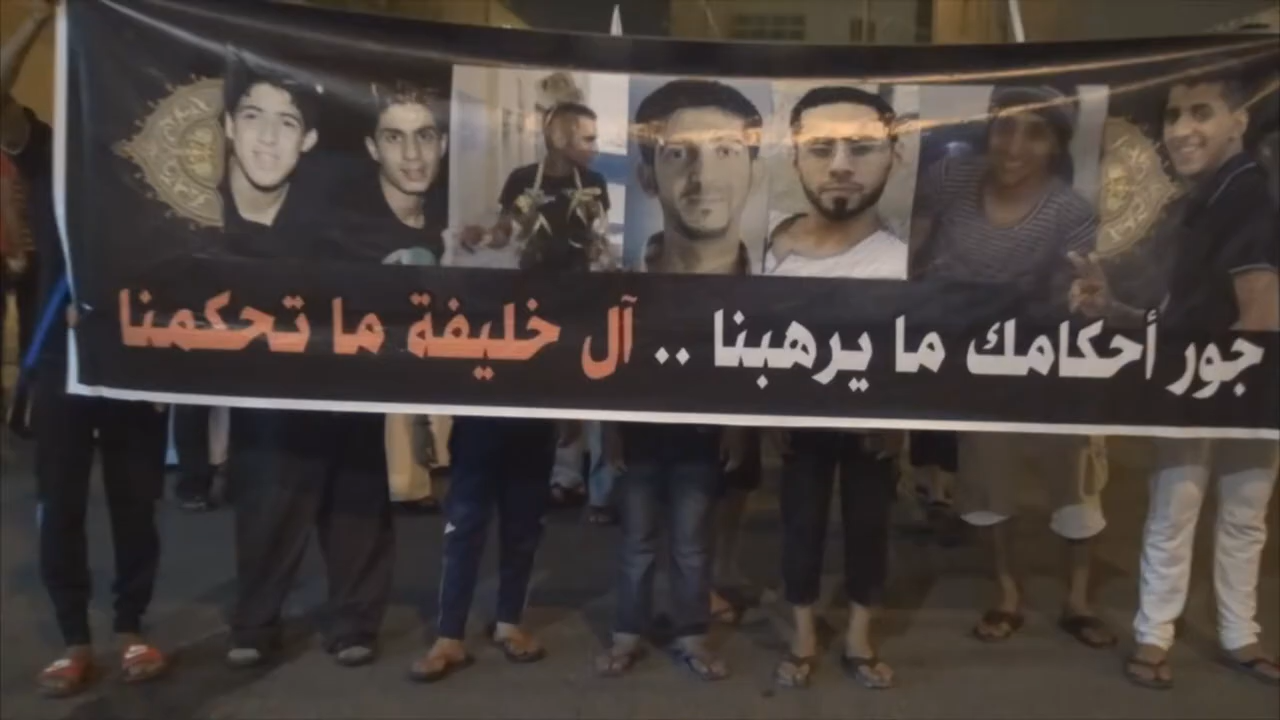 جور أحكامك ما يرهبنا .. آل خليفة ما تحكمنا